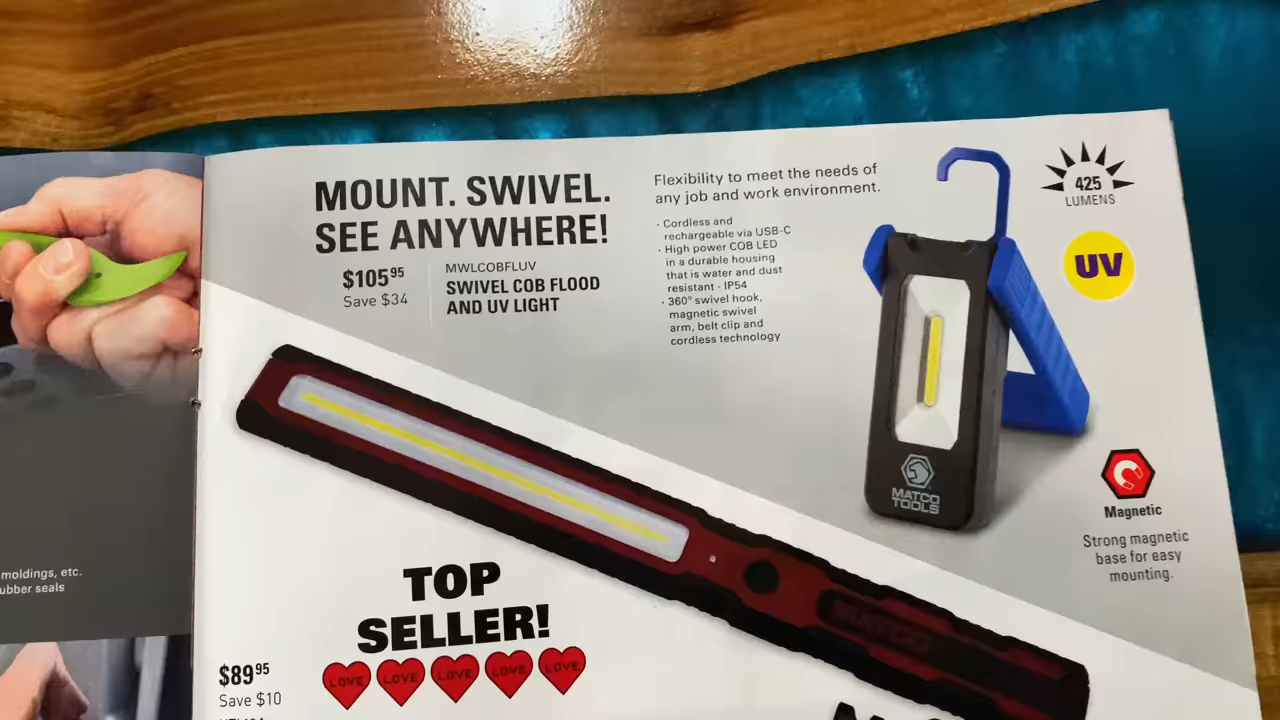 MOUNT. SWIVEL.
SEE ANYWHERE!
$105⁹⁵
Save $34
MWLCOBFLUV
SWIVEL COB FLOOD
AND UV LIGHT
Flexibility to meet the needs of
any job and work environment.
· Cordless and
rechargeable via USB-C
· High power COB LED
in a durable housing
that is water and dust
resistant - IP54
· 360° swivel hook,
magnetic swivel
arm, belt clip and
cordless technology
425
LUMENS
UV
MATCO
TOOLS
Magnetic
Strong magnetic
base for easy
mounting.
moldings, etc.
ubber seals
TOP
SELLER!
LOVE LOVE LOVE LOVE LOVE
$89⁹⁵
Save $10
MATCO